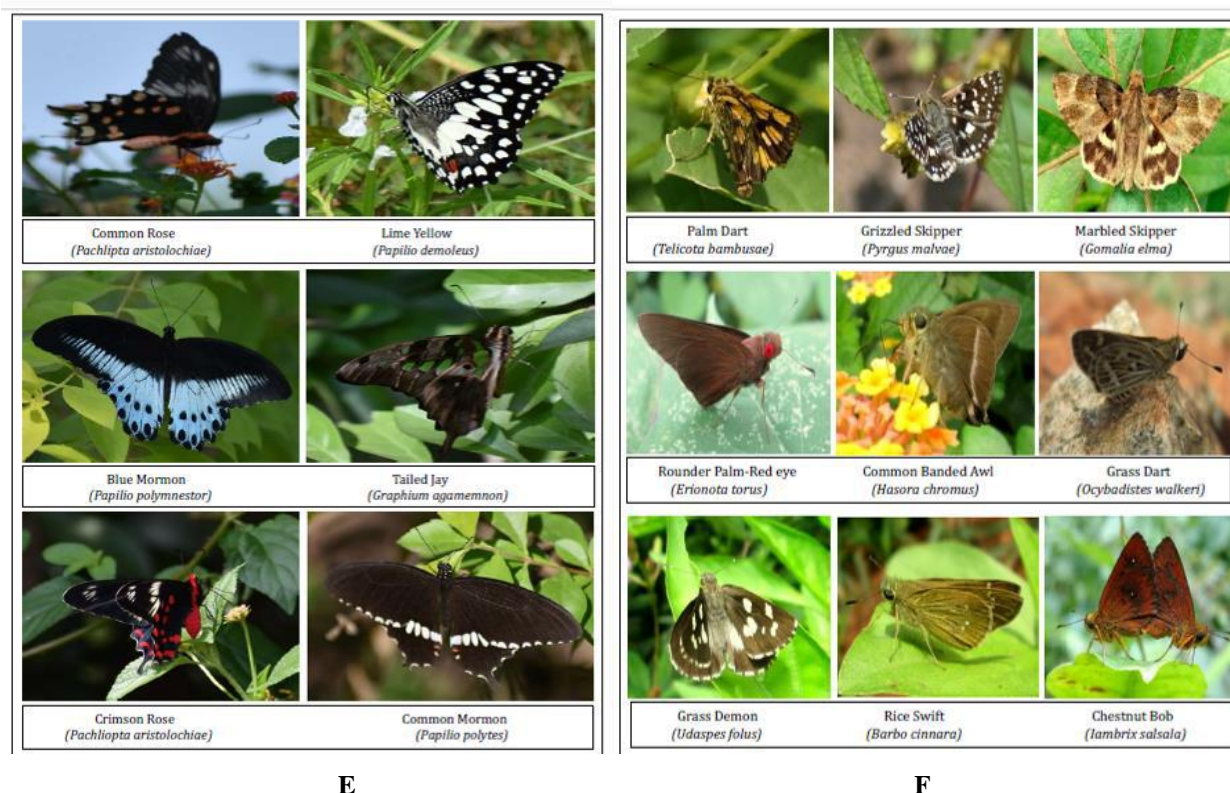 Common Rose
(Pachlipta aristolochiae)
Lime Yellow
(Papilio demoleus)
Blue Mormon
(Papilio polymnestor)
Tailed Jay
(Graphium agamemnon)
Crimson Rose
(Pachliopta aristolochiae)
Common Mormon
(Papilio polytes)
E
Palm Dart
(Telicota bambusae)
Grizzled Skipper
(Pyrgus malvae)
Marbled Skipper
(Gomalia elma)
Rounder Palm-Red eye
(Erionota torus)
Common Banded Awl
(Hasora chromus)
Grass Dart
(Ocybadistes walkeri)
Grass Demon
(Udaspes folus)
Rice Swift
(Barbo cinnara)
Chestnut Bob
(Iambrix salsala)
F